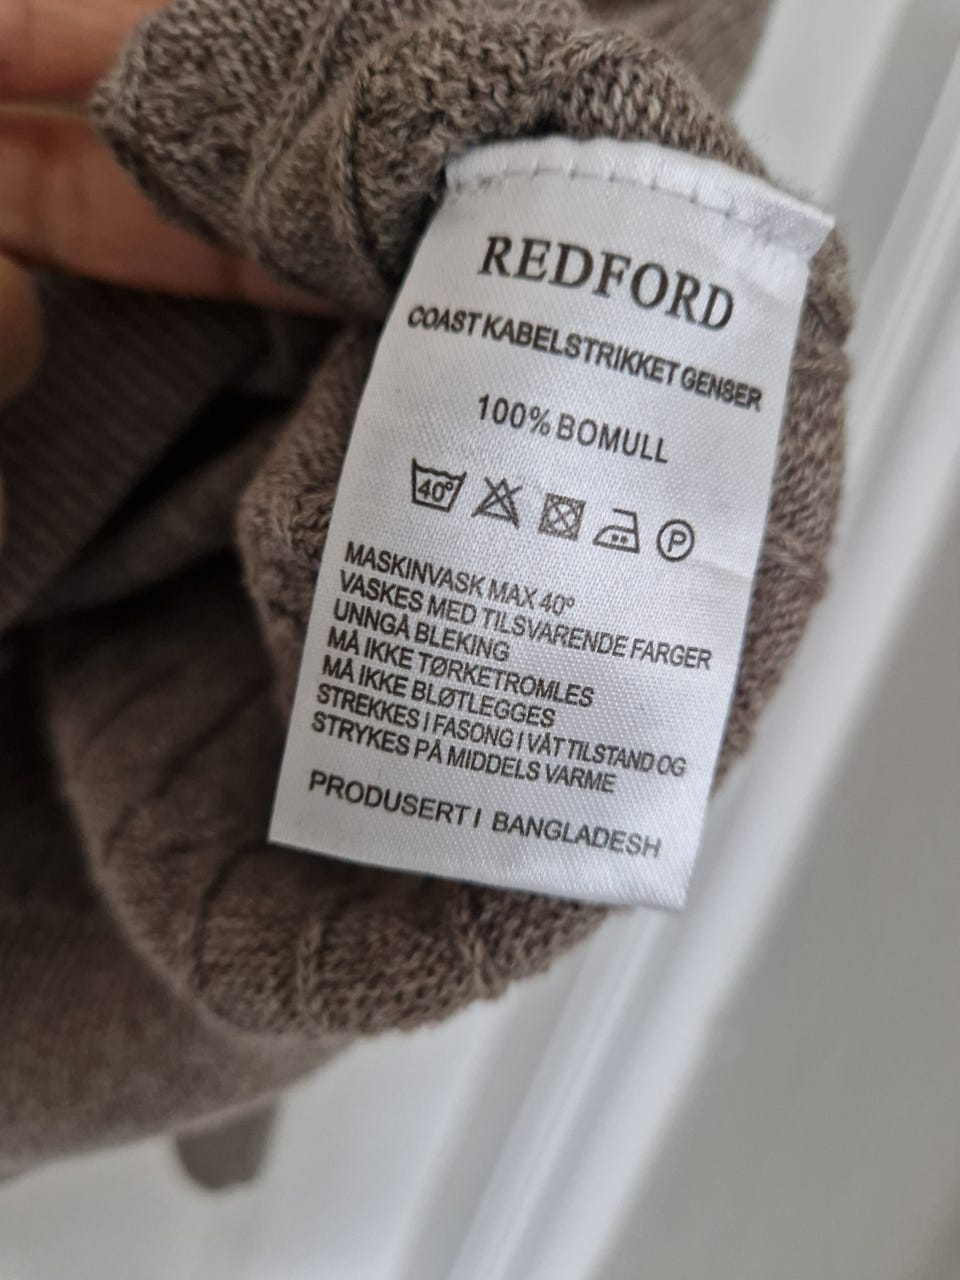 REDFORD
COAST KABELSTRIKKET GENSER
100% BOMULL
40° P
MASKINVASK MAX 40°
VASKES MED TILSVARENDE FARGER
UNNGÅ BLEKING
MÅ IKKE TØRKETROMLES
MÅ IKKE BLØTLEGGES
STREKKES I FASONG I VÅT TILSTAND OG
STRYKES PÅ MIDDELS VARME
PRODUSERT I BANGLADESH